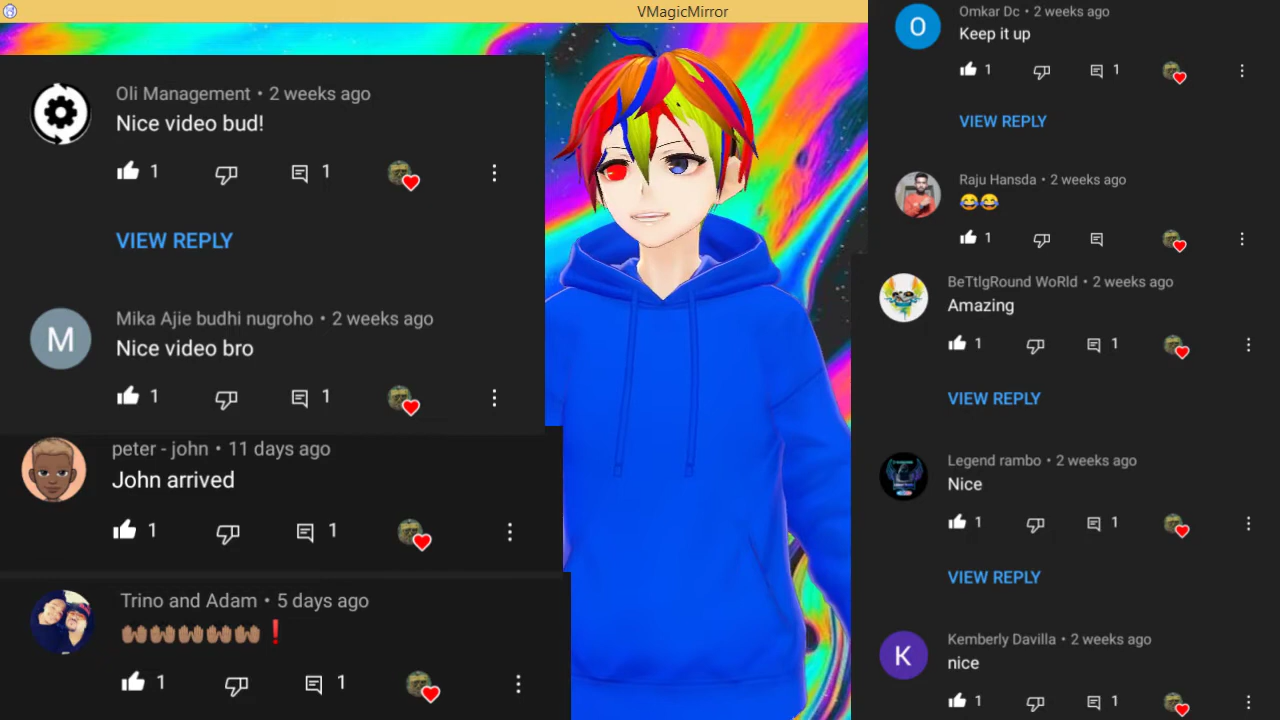 VMagicMirror
Oli Management • 2 weeks ago
Nice video bud!
1
1
VIEW REPLY
Mika Ajie budhi nugroho • 2 weeks ago
Nice video bro
1
1
peter - john • 11 days ago
John arrived
1
1
Trino and Adam • 5 days ago
🙌🏽🙌🏽🙌🏽🙌🏽🙌🏽❗
1
1
O
Omkar Dc • 2 weeks ago
Keep it up
1
1
VIEW REPLY
Raju Hansda • 2 weeks ago
😂😂
1
BeTtlgRound WoRld • 2 weeks ago
Amazing
1
1
VIEW REPLY
Legend rambo • 2 weeks ago
Nice
1
1
VIEW REPLY
K
Kemberly Davilla • 2 weeks ago
nice
1
1
M